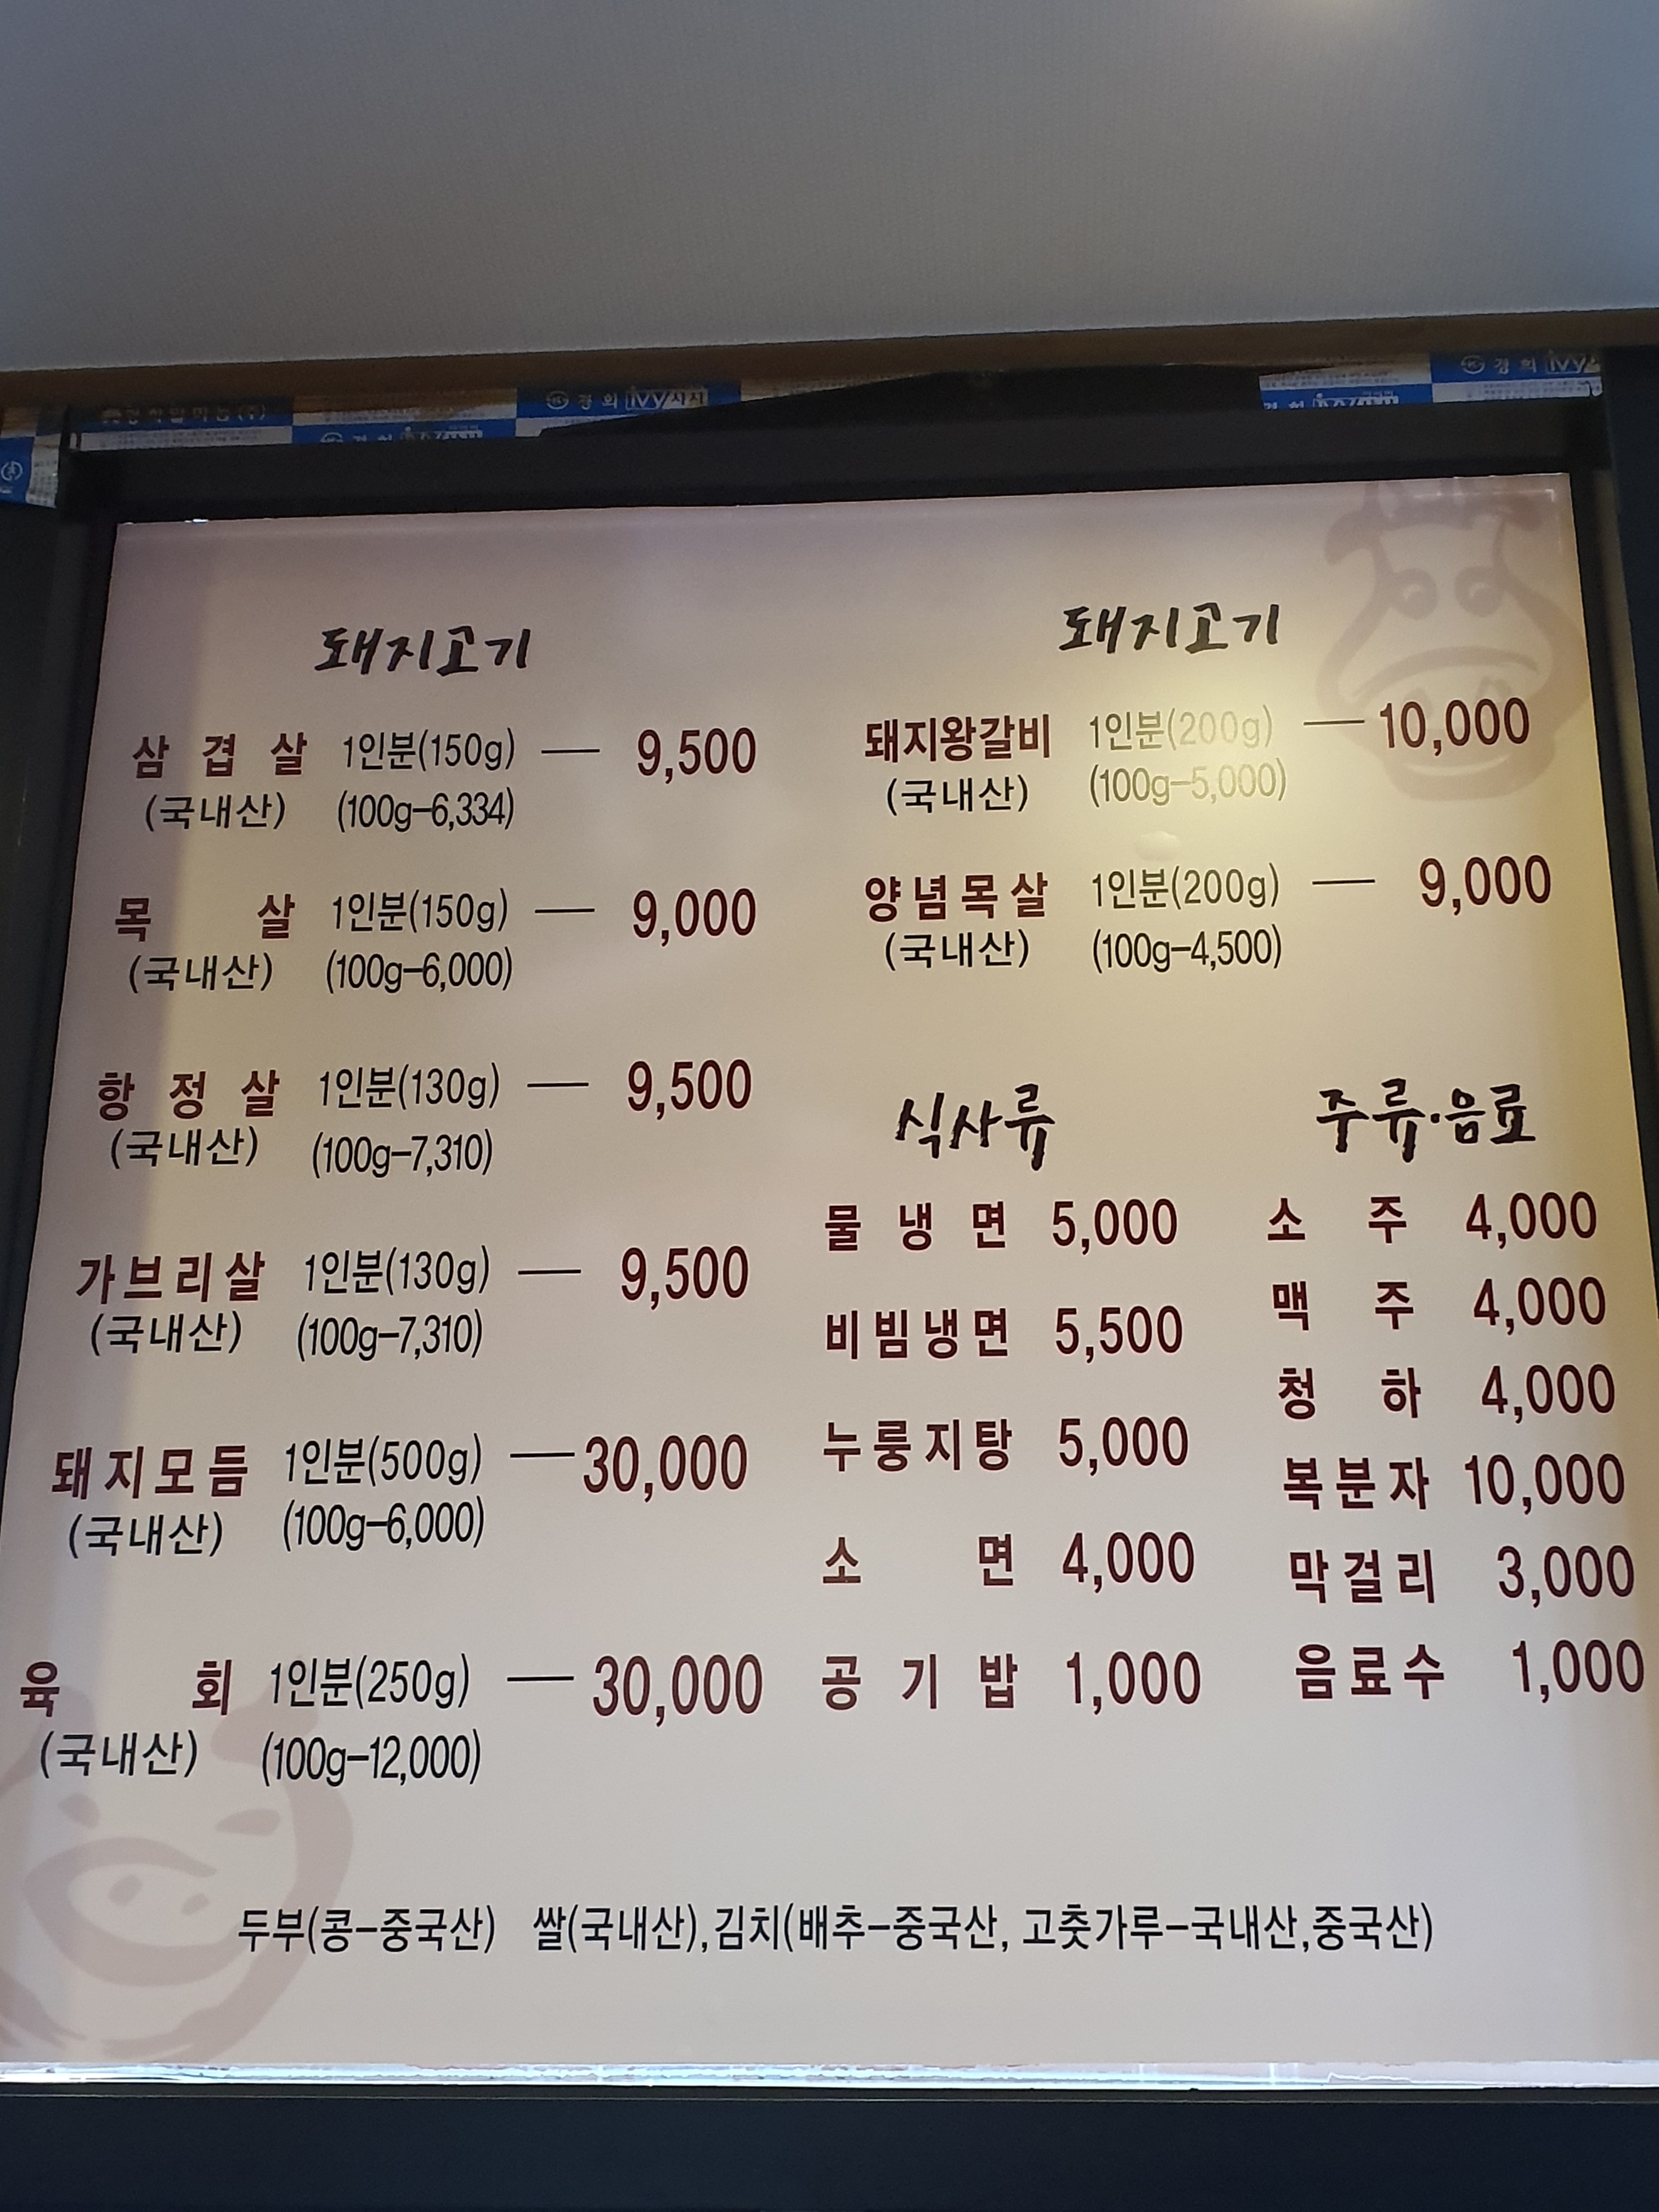 경희 ivy사사
경희 ivy
돼지고기
삼겹살 1인분(150g) — 9,500
(국내산) (100g–6,334)
목살 1인분(150g) — 9,000
(국내산) (100g–6,000)
항정살 1인분(130g) — 9,500
(국내산) (100g–7,310)
가브리살 1인분(130g) — 9,500
(국내산) (100g–7,310)
돼지모듬 1인분(500g) — 30,000
(국내산) (100g–6,000)
육회 1인분(250g) — 30,000
(국내산) (100g–12,000)
돼지고기
돼지왕갈비 1인분(200g) — 10,000
(국내산) (100g–5,000)
양념목살 1인분(200g) — 9,000
(국내산) (100g–4,500)
식사류
물냉면 5,000
비빔냉면 5,500
누룽지탕 5,000
소면 4,000
공기밥 1,000
주류·음료
소주 4,000
맥주 4,000
청하 4,000
복분자 10,000
막걸리 3,000
음료수 1,000
두부(콩–중국산) 쌀(국내산),김치(배추–중국산, 고춧가루–국내산,중국산)